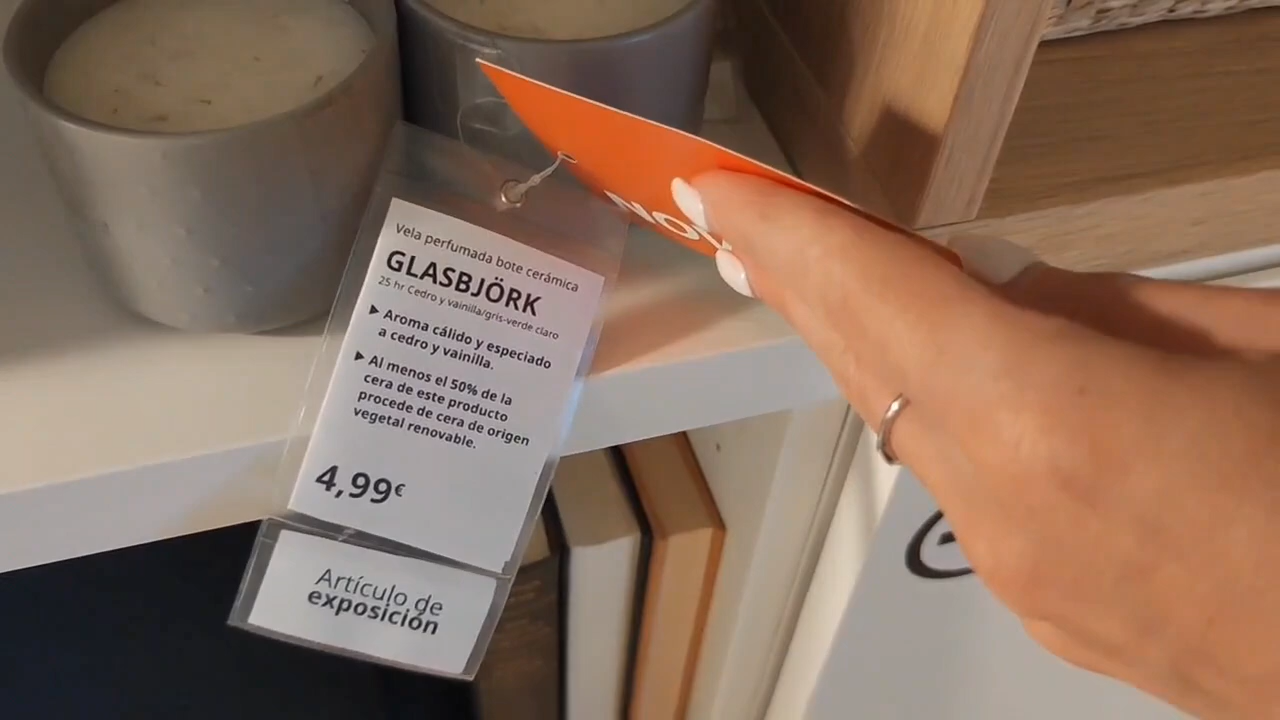 Vela perfumada bote cerámica
GLASBJÖRK
25 hr Cedro y vainilla/gris-verde claro
▶ Aroma cálido y especiado
a cedro y vainilla.
▶ Al menos el 50% de la
cera de este producto
procede de cera de origen
vegetal renovable.
4,99€
Artículo de
exposición